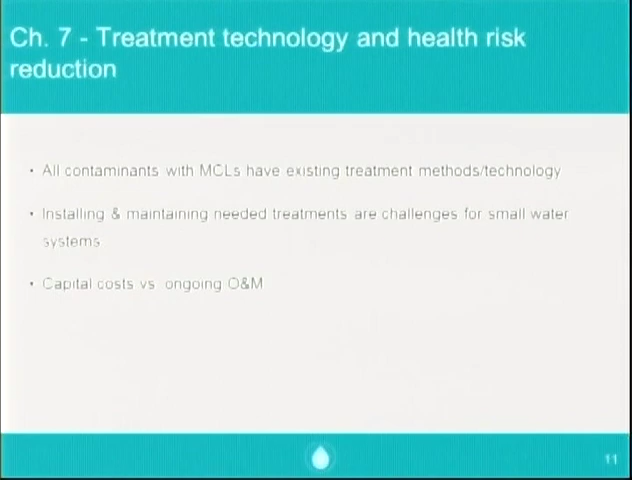 Ch. 7 - Treatment technology and health risk
reduction
• All contaminants with MCLs have existing treatment methods/technology
• Installing & maintaining needed treatments are challenges for small water
systems
• Capital costs vs ongoing O&M
11